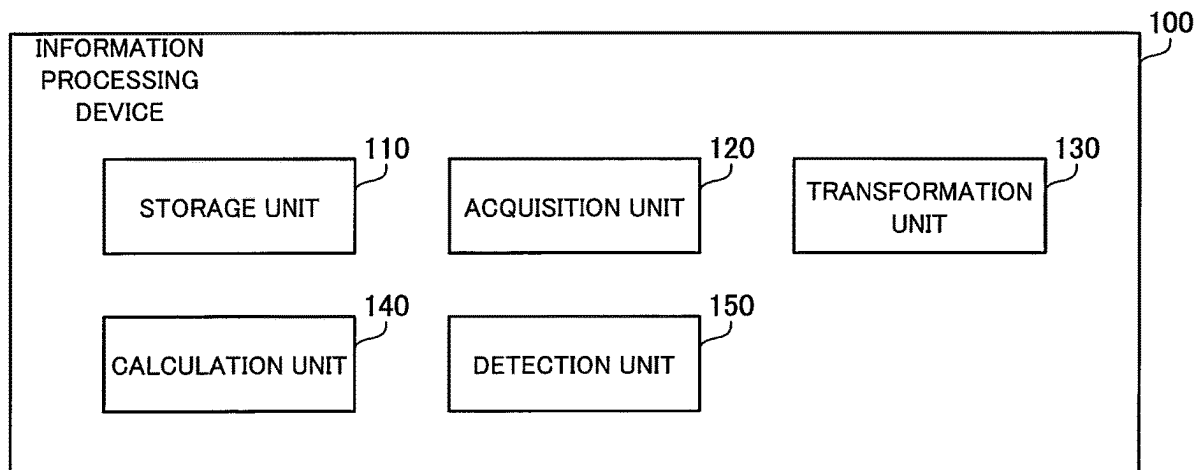 100
INFORMATION
PROCESSING
DEVICE
110
120
130
STORAGE UNIT
ACQUISITION UNIT
TRANSFORMATION
UNIT
140
150
CALCULATION UNIT
DETECTION UNIT